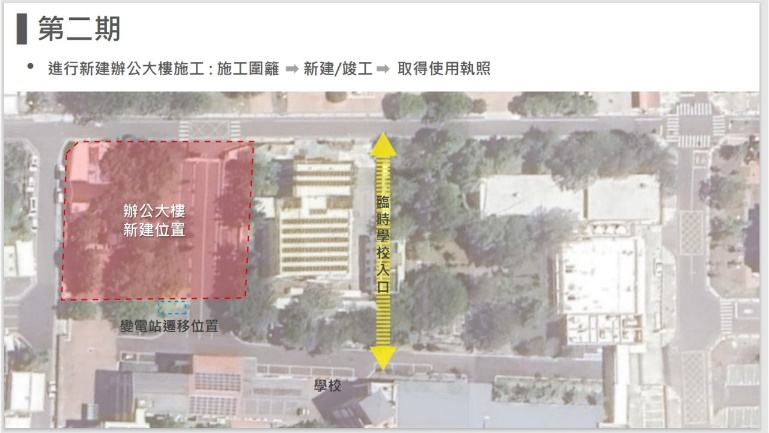 第二期
• 進行新建辦公大樓施工 : 施工圍籬 ➡ 新建/竣工 ➡ 取得使用執照
辦公大樓
新建位置
臨時學校入口
變電站遷移位置
學校